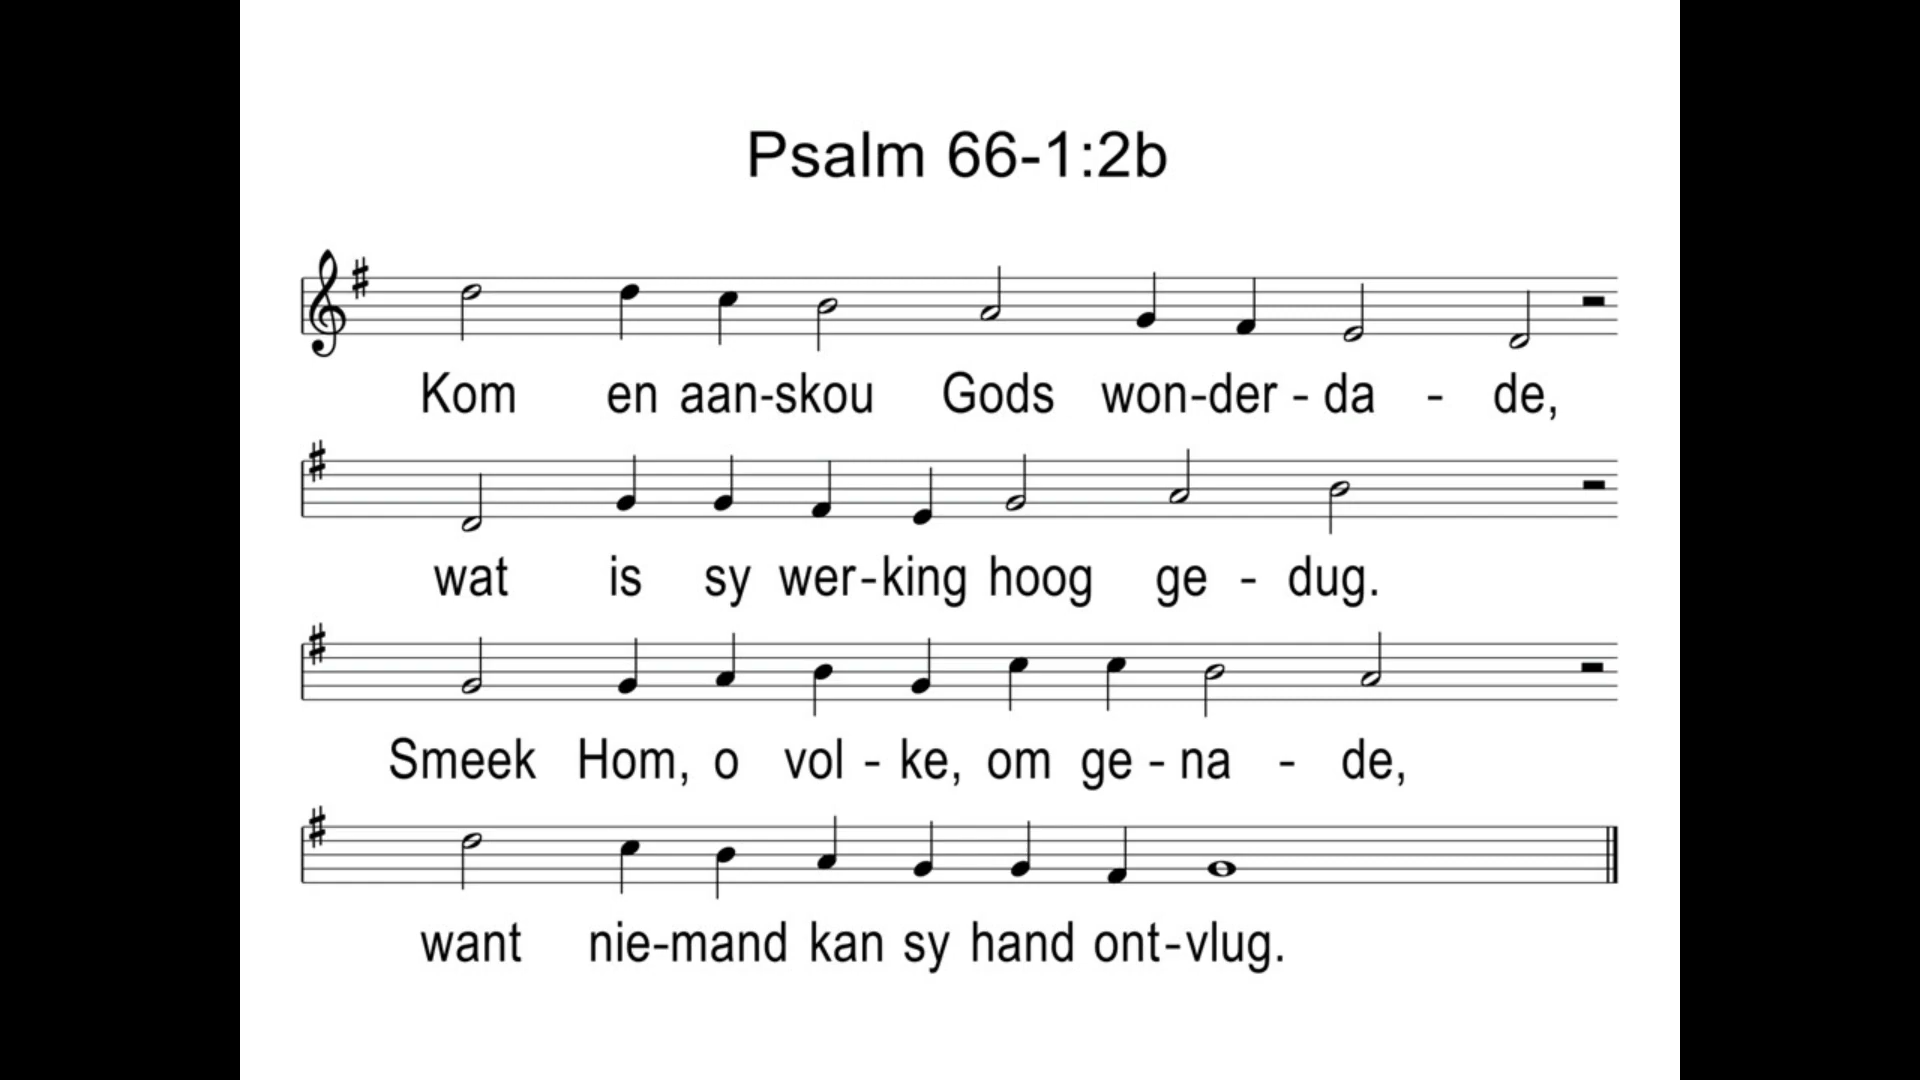 Psalm 66-1:2b
Kom en aan-skou Gods won-der - da - de,
wat is sy wer-king hoog ge - dug.
Smeek Hom, o vol - ke, om ge - na - de,
want nie-mand kan sy hand ont-vlug.